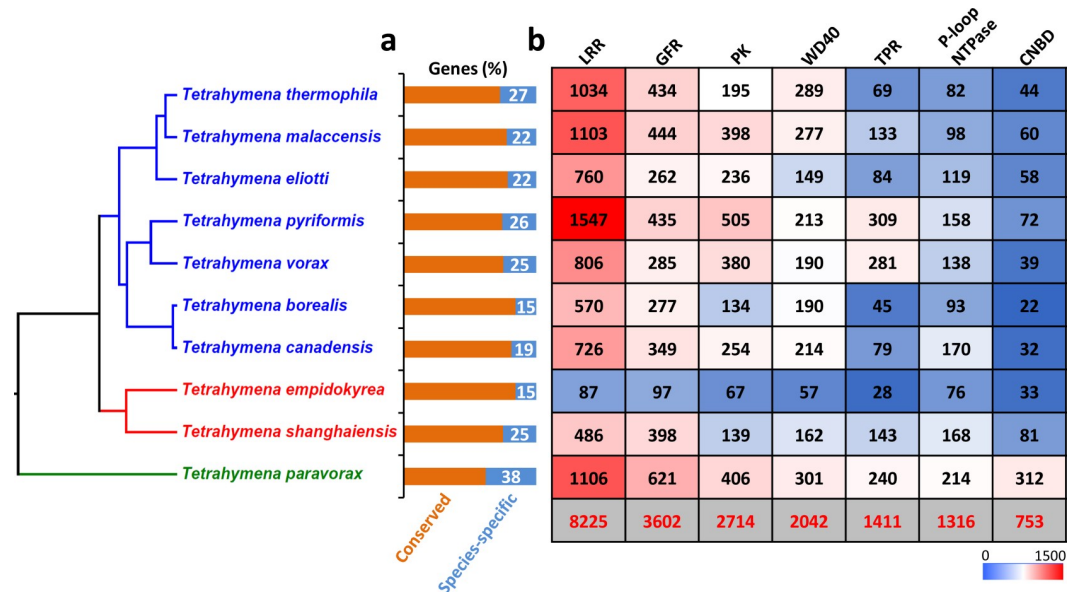 a
b
Genes (%)
LRR
GFR
PK
WD40
TPR
P-loop
NTPase
CNBD
Tetrahymena thermophila 27 1034 434 195 289 69 82 44
Tetrahymena malaccensis 22 1103 444 398 277 133 98 60
Tetrahymena eliotti 22 760 262 236 149 84 119 58
Tetrahymena pyriformis 26 1547 435 505 213 309 158 72
Tetrahymena vorax 25 806 285 380 190 281 138 39
Tetrahymena borealis 15 570 277 134 190 45 93 22
Tetrahymena canadensis 19 726 349 254 214 79 170 32
Tetrahymena empidokyrea 15 87 97 67 57 28 76 33
Tetrahymena shanghaiensis 25 486 398 139 162 143 168 81
Tetrahymena paravorax 38 1106 621 406 301 240 214 312
8225 3602 2714 2042 1411 1316 753
Conserved
Species-specific
0 1500